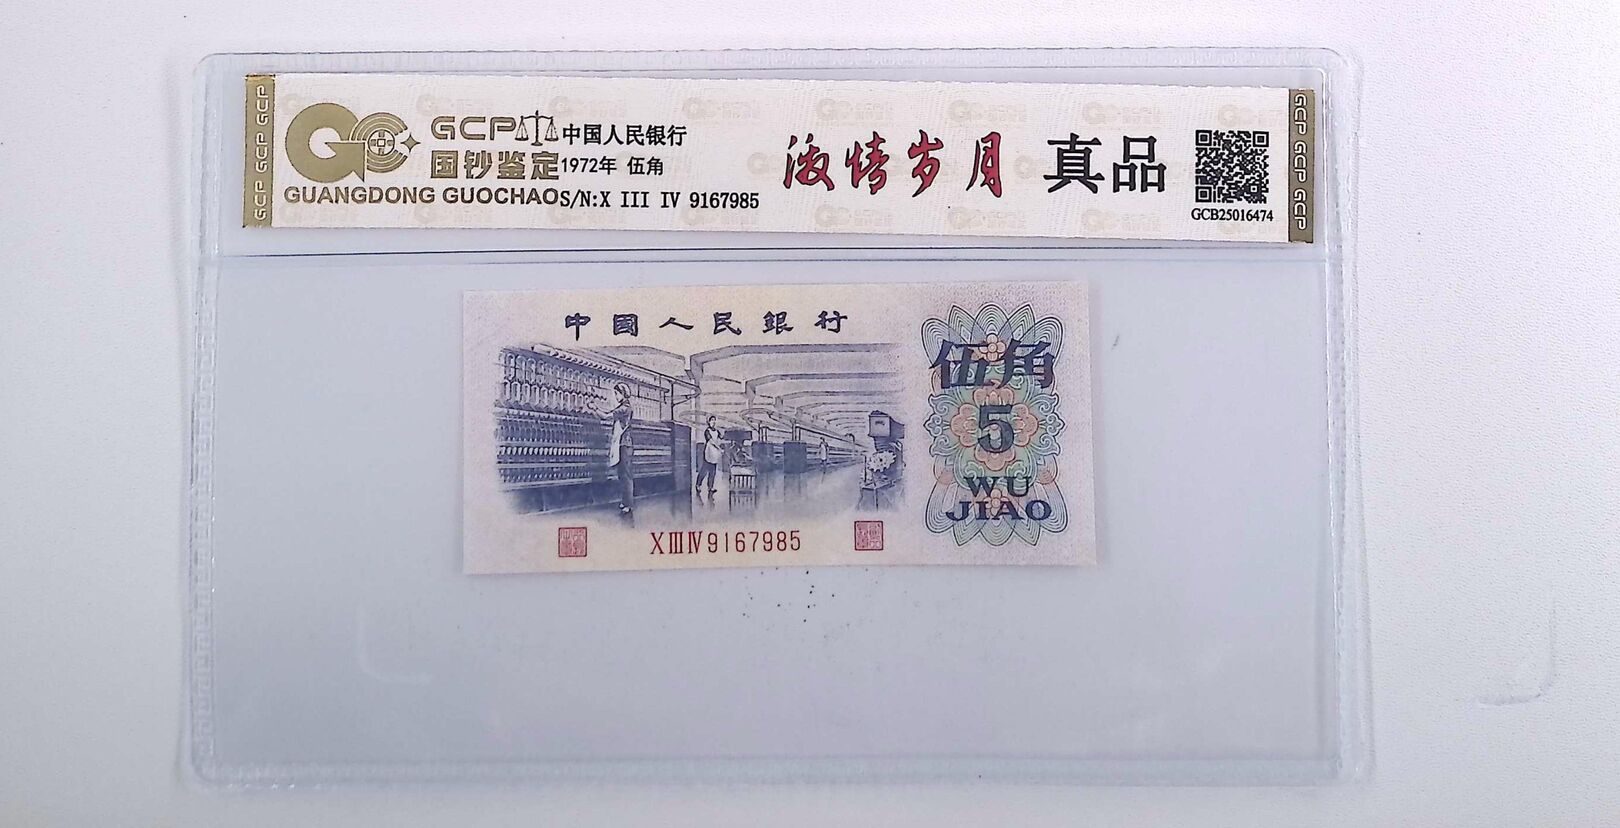 GCP GCP GCP
GCP
国钞鉴定
GUANGDONG GUOCHAO
中国人民银行
1972年 伍角
S/N:X III IV 9167985
激情岁月
真品
GCB25016474
GCP GCP GCP
中國人民銀行
伍角
5
WU
JIAO
XⅢⅣ9167985